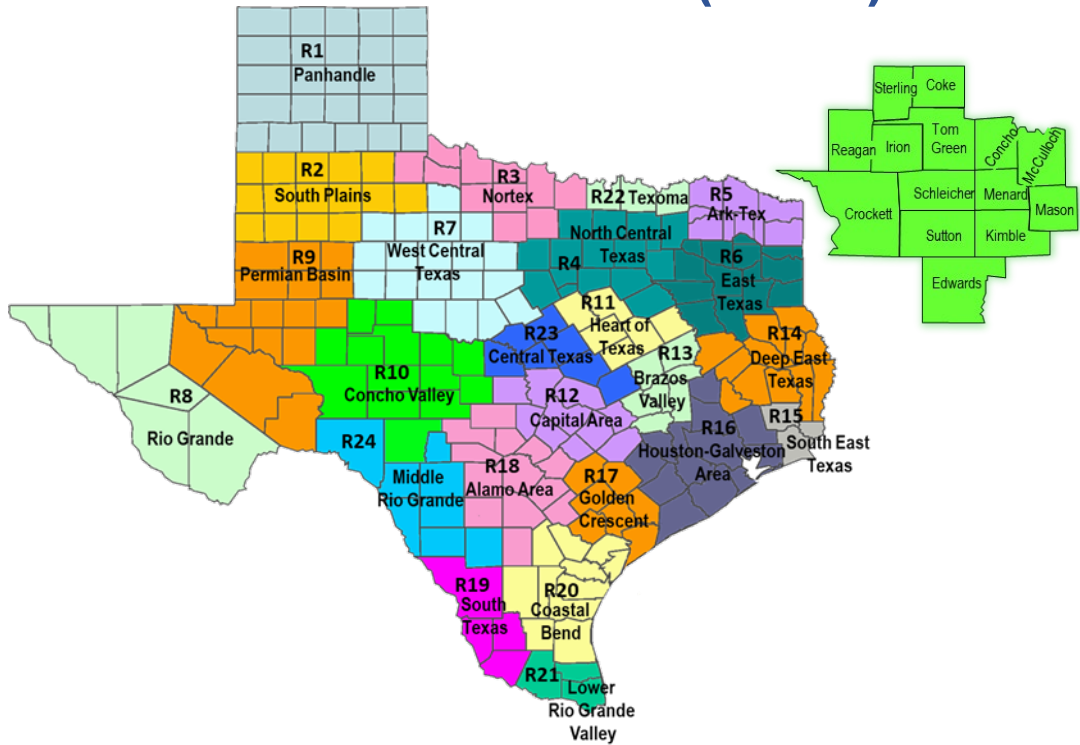 R1
Panhandle
R2
South Plains
R3
Nortex
R22 Texoma
R5
Ark-Tex
R7
West Central
Texas
North Central
Texas
R4
R6
East
Texas
R9
Permian Basin
R11
Heart of
Texas
R23
Central Texas
R13
Brazos
Valley
R14
Deep East
Texas
R10
Concho Valley
R8
Rio Grande
R12
Capital Area
R15
South East
Texas
R16
Houston-Galveston
Area
R24
Middle
Rio Grande
R18
Alamo Area
R17
Golden
Crescent
R19
South
Texas
R20
Coastal
Bend
R21
Lower
Rio Grande
Valley
Sterling
Coke
Reagan
Irion
Tom
Green
Concho
McCulloch
Crockett
Schleicher
Menard
Mason
Sutton
Kimble
Edwards